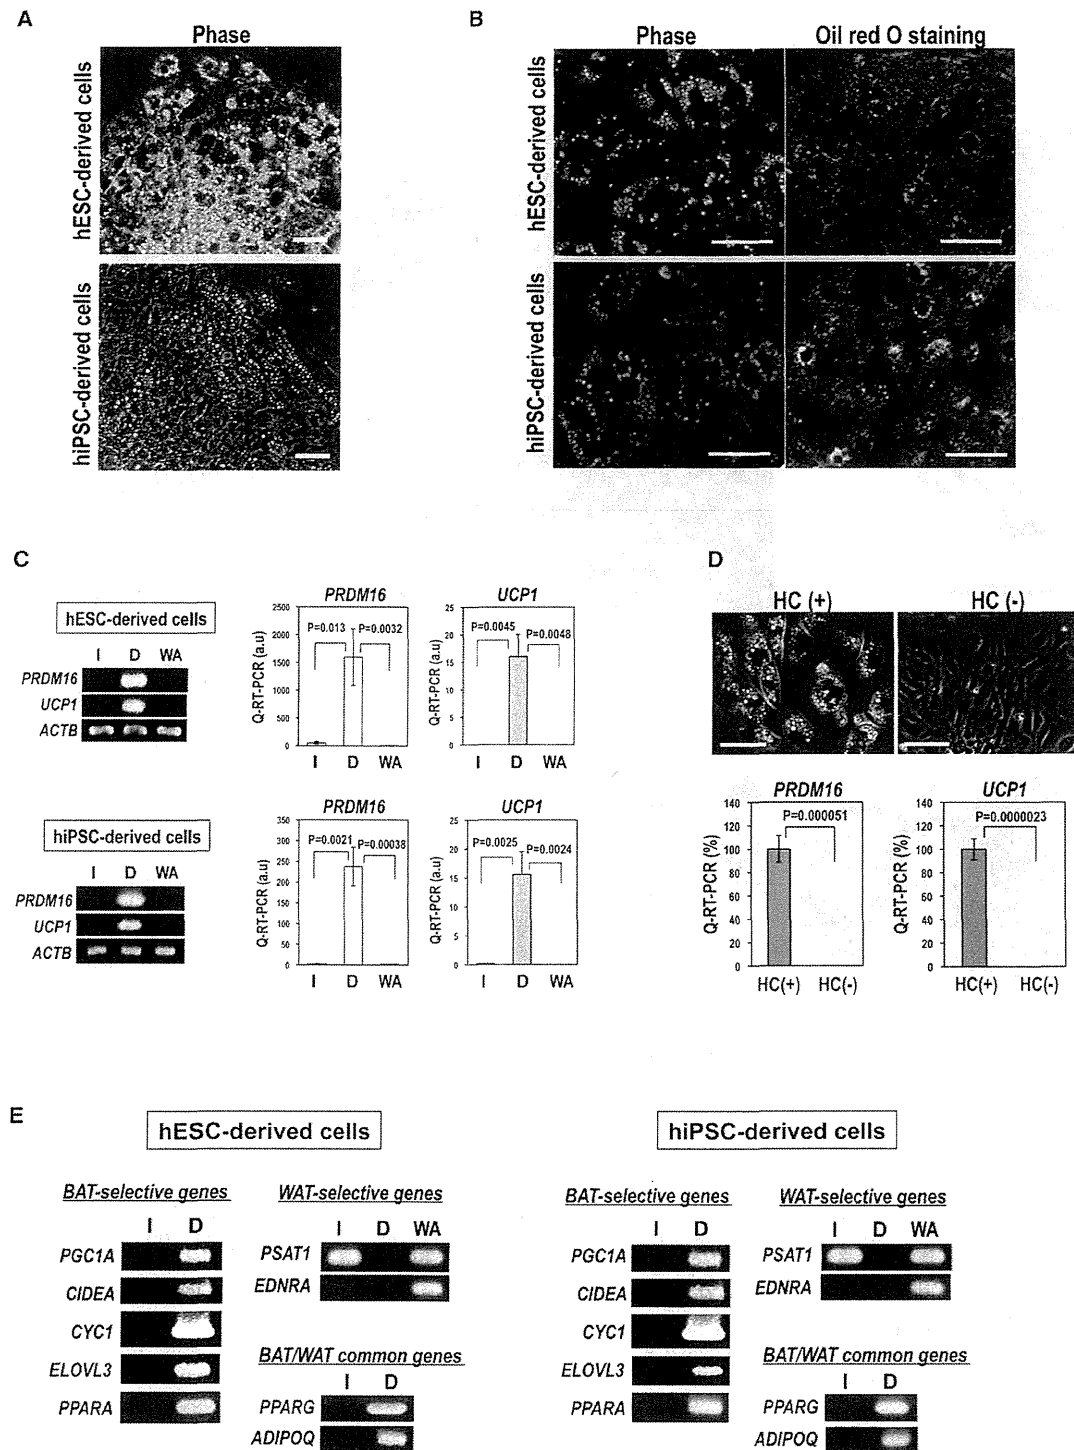 A
Phase
hESC-derived cells
hiPSC-derived cells
B
Phase
Oil red O staining
hESC-derived cells
hiPSC-derived cells
C
hESC-derived cells
I D WA
PRDM16
UCP1
ACTB
PRDM16
Q-RT-PCR (a.u)
2500
2000
1500
1000
500
0
P=0.013
P=0.0032
I D WA
UCP1
Q-RT-PCR (a.u)
25
20
15
10
5
0
P=0.0045
P=0.0048
I D WA
hiPSC-derived cells
I D WA
PRDM16
UCP1
ACTB
PRDM16
Q-RT-PCR (a.u)
350
300
250
200
150
100
50
0
P=0.0021
P=0.00038
I D WA
UCP1
Q-RT-PCR (a.u)
25
20
15
10
5
0
P=0.0025
P=0.0024
I D WA
D
HC (+)
HC (-)
PRDM16
Q-RT-PCR (%)
140
120
100
80
60
40
20
0
P=0.000051
HC(+) HC(-)
UCP1
Q-RT-PCR (%)
140
120
100
80
60
40
20
0
P=0.0000023
HC(+) HC(-)
E
hESC-derived cells
BAT-selective genes
I D
PGC1A
CIDEA
CYC1
ELOVL3
PPARA
WAT-selective genes
I D WA
PSAT1
EDNRA
BAT/WAT common genes
I D
PPARG
ADIPOQ
hiPSC-derived cells
BAT-selective genes
I D
PGC1A
CIDEA
CYC1
ELOVL3
PPARA
WAT-selective genes
I D WA
PSAT1
EDNRA
BAT/WAT common genes
I D
PPARG
ADIPOQ